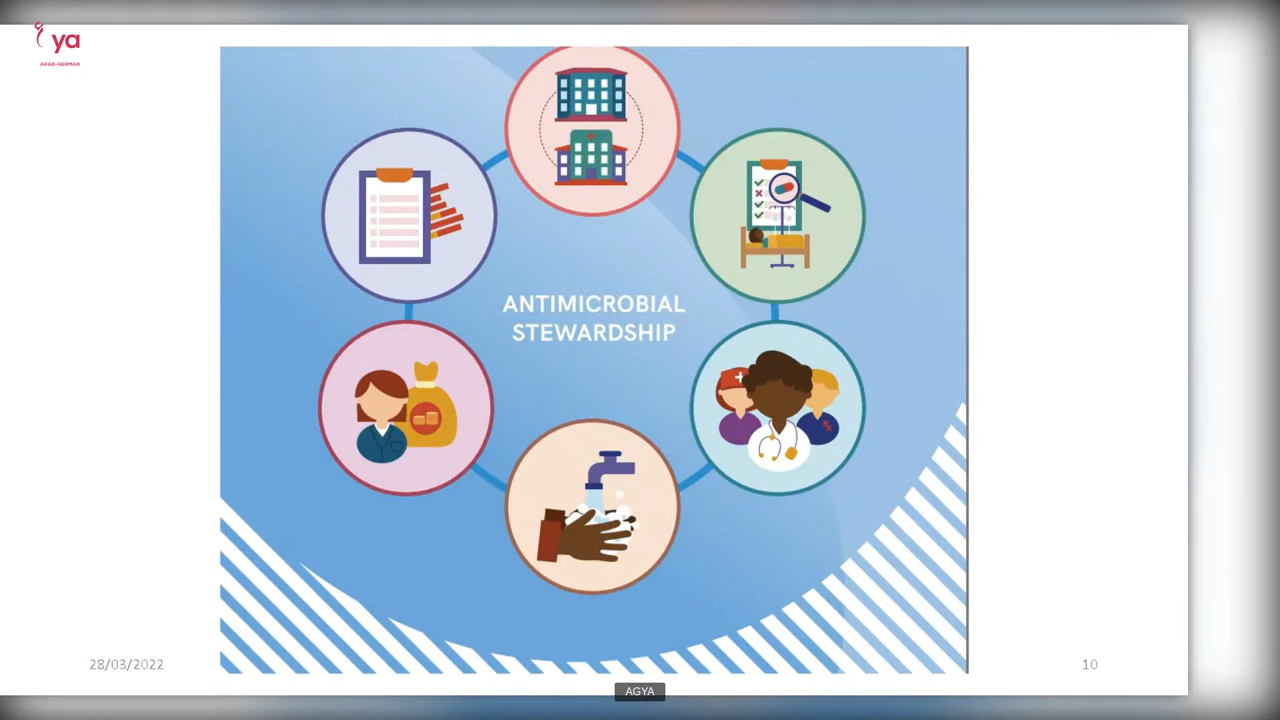 ya
ARAB-GERMAN
ANTIMICROBIAL
STEWARDSHIP
28/03/2022
10
AGYA